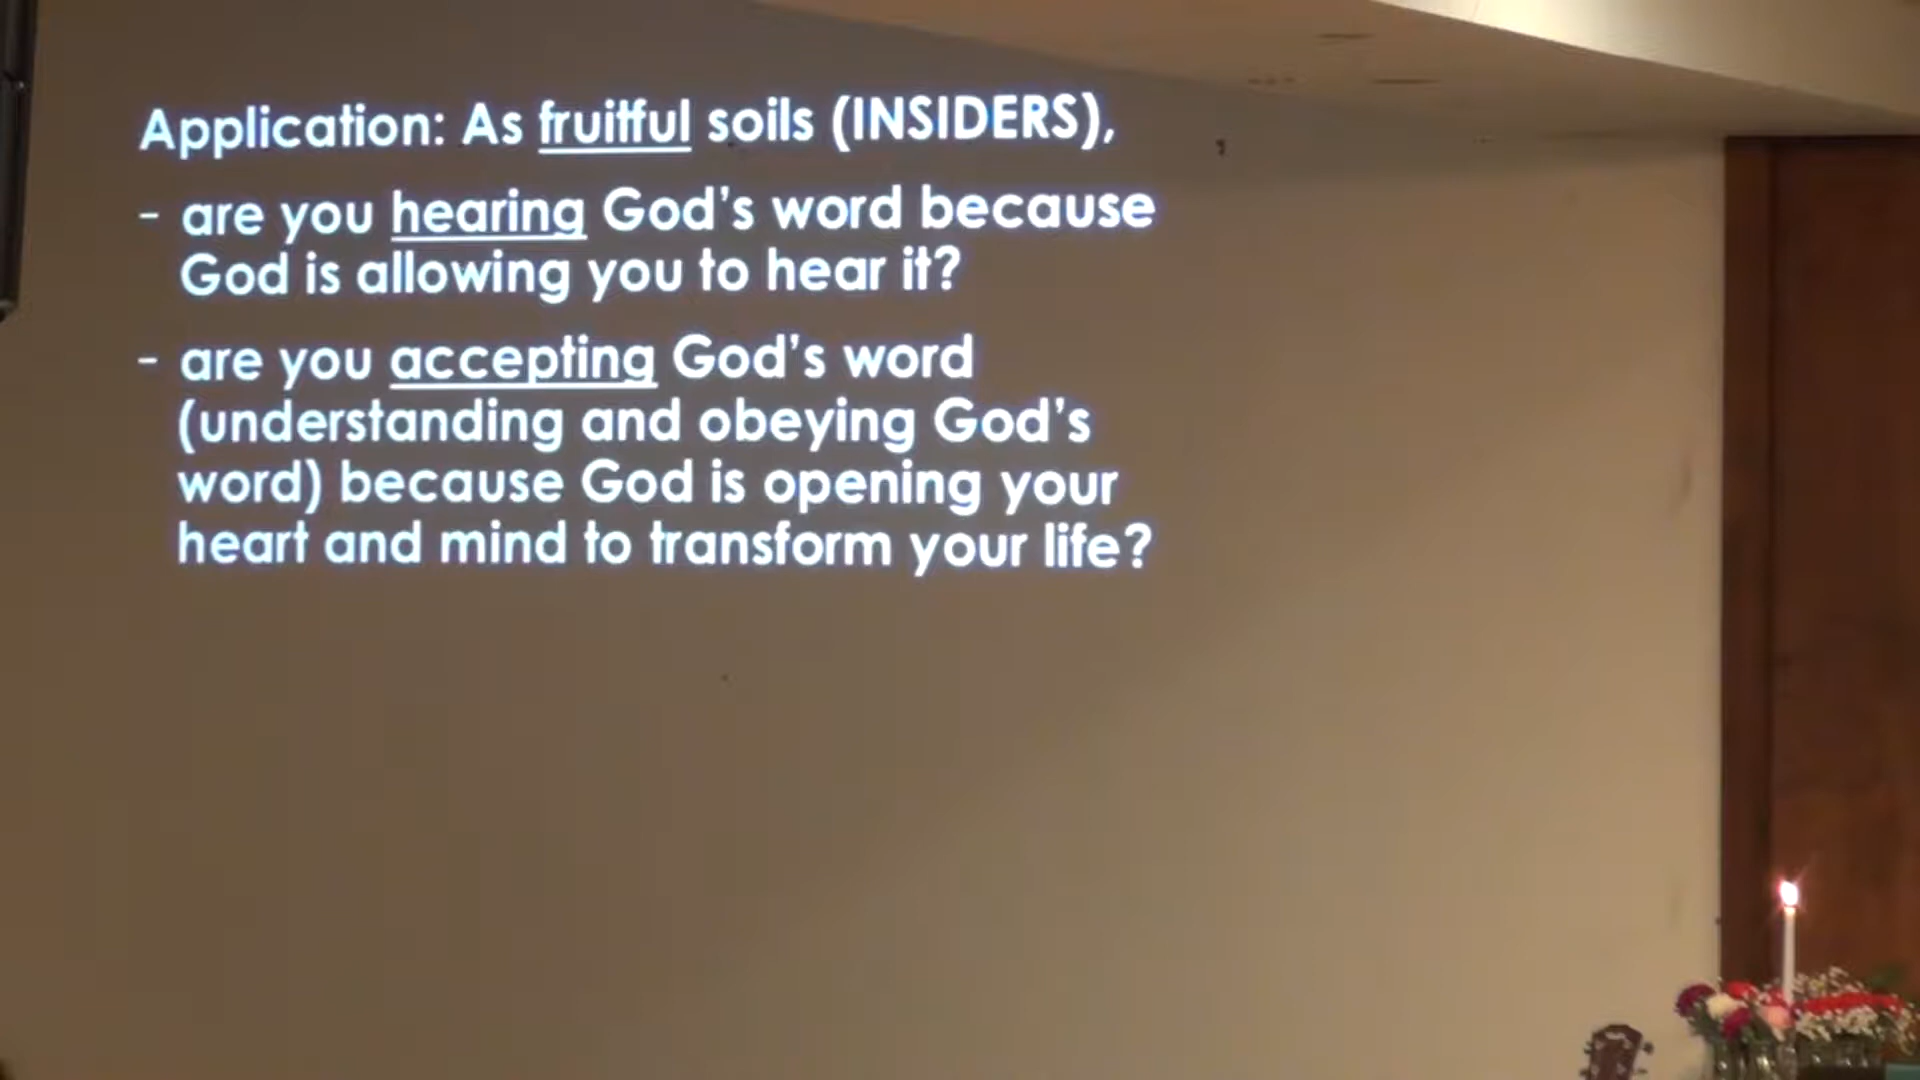 Application: As fruitful soils (INSIDERS),
- are you hearing God's word because
God is allowing you to hear it?
- are you accepting God's word
(understanding and obeying God's
word) because God is opening your
heart and mind to transform your life?